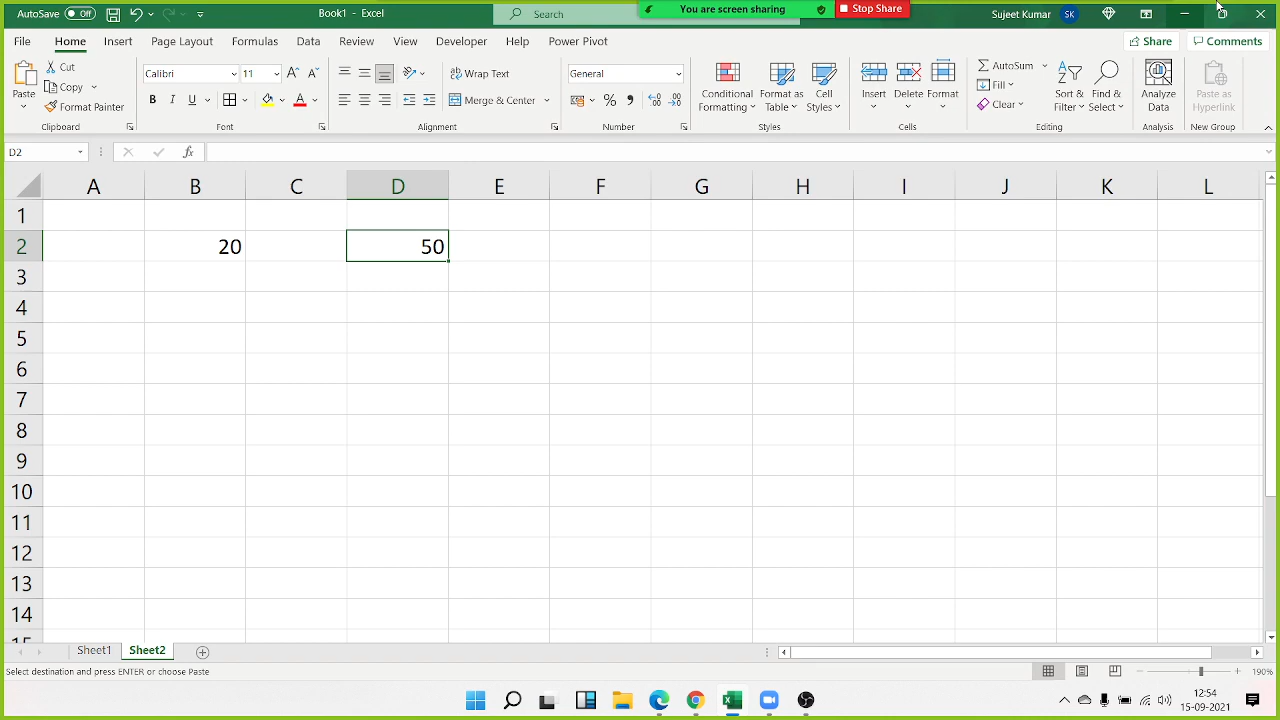 AutoSave Off Book1 - Excel Search You are screen sharing Stop Share Sujeet Kumar SK
File Home Insert Page Layout Formulas Data Review View Developer Help Power Pivot Share Comments
Paste Cut Copy Format Painter Clipboard
Calibri 11 B I U Font
Wrap Text Merge & Center Alignment
General % , Number
Conditional Formatting Format as Table Cell Styles Styles
Insert Delete Format Cells
AutoSum Fill Clear Sort & Filter Find & Select Editing
Analyze Data Analysis
Paste as Hyperlink New Group
D2 fx
A B C D E F G H I J K L
1
2 20 50
3
4
5
6
7
8
9
10
11
12
13
14
15
Sheet1 Sheet2
Select destination and press ENTER or choose Paste 190%
12:54
15-09-2021